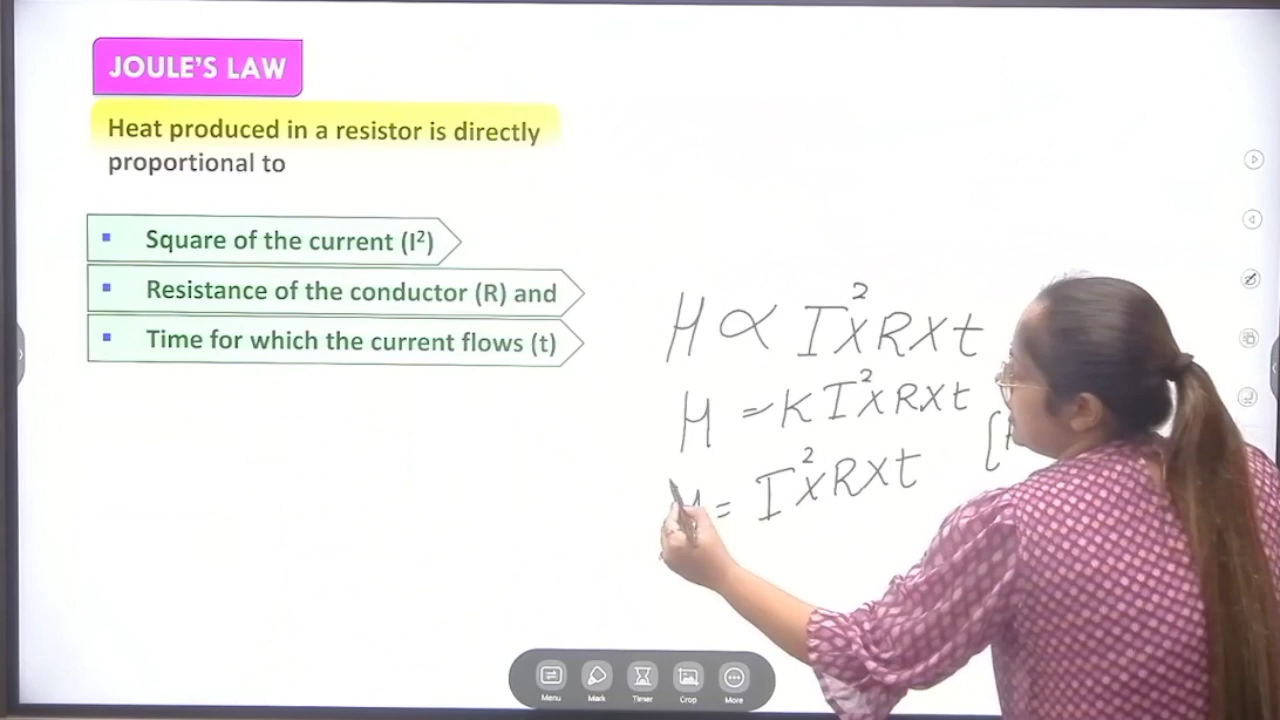 JOULE'S LAW
Heat produced in a resistor is directly
proportional to
▪ Square of the current (I²)
▪ Resistance of the conductor (R) and
▪ Time for which the current flows (t)
H ∝ I² x R x t
H = K I² x R x t [
H = I² x R x t
Menu Mark Timer Crop More